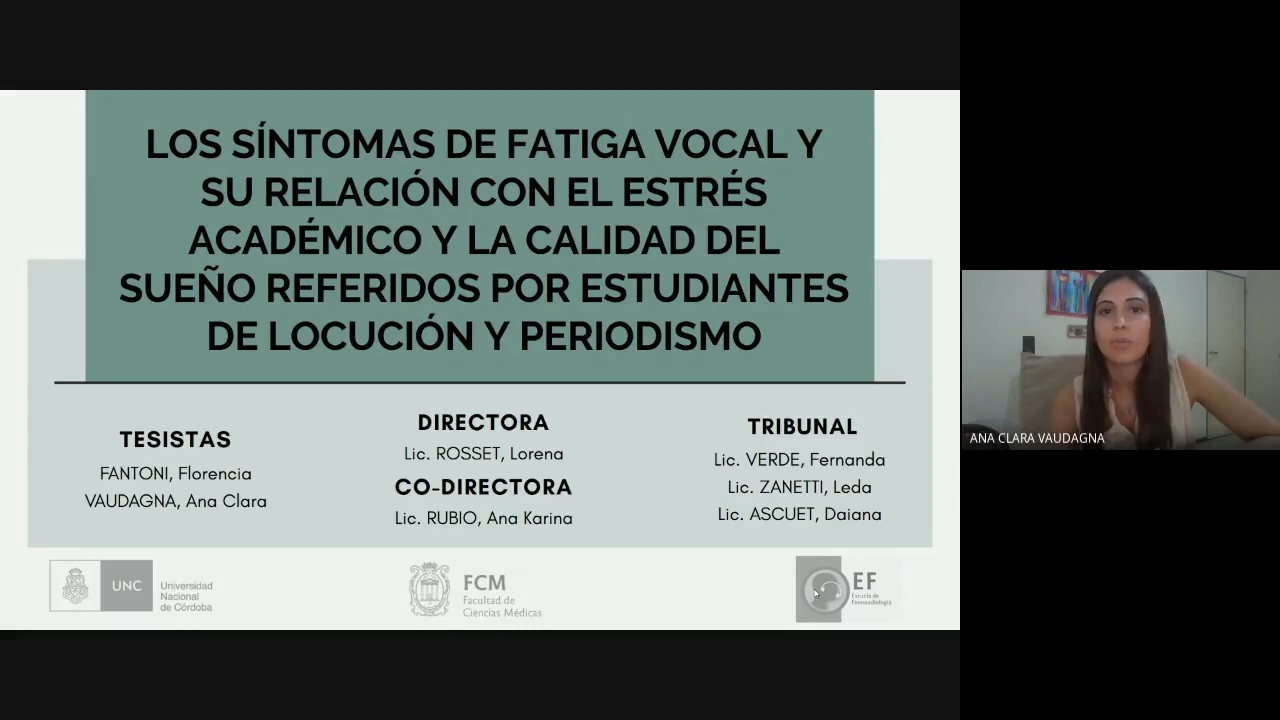 LOS SÍNTOMAS DE FATIGA VOCAL Y
SU RELACIÓN CON EL ESTRÉS
ACADÉMICO Y LA CALIDAD DEL
SUEÑO REFERIDOS POR ESTUDIANTES
DE LOCUCIÓN Y PERIODISMO
TESISTAS
FANTONI, Florencia
VAUDAGNA, Ana Clara
DIRECTORA
Lic. ROSSET, Lorena
CO-DIRECTORA
Lic. RUBIO, Ana Karina
TRIBUNAL
Lic. VERDE, Fernanda
Lic. ZANETTI, Leda
Lic. ASCUET, Daiana
UNC
Universidad
Nacional
de Córdoba
FCM
Facultad de
Ciencias Médicas
EF
Escuela de
Fonoaudiología
ANA CLARA VAUDAGNA